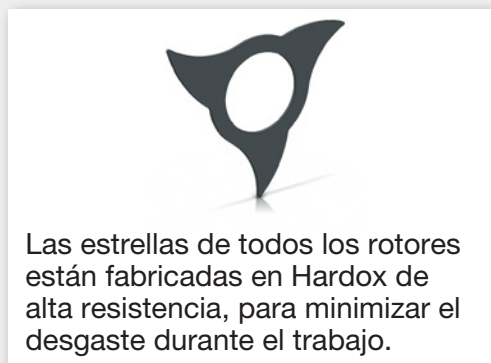 Las estrellas de todos los rotores
están fabricadas en Hardox de
alta resistencia, para minimizar el
desgaste durante el trabajo.